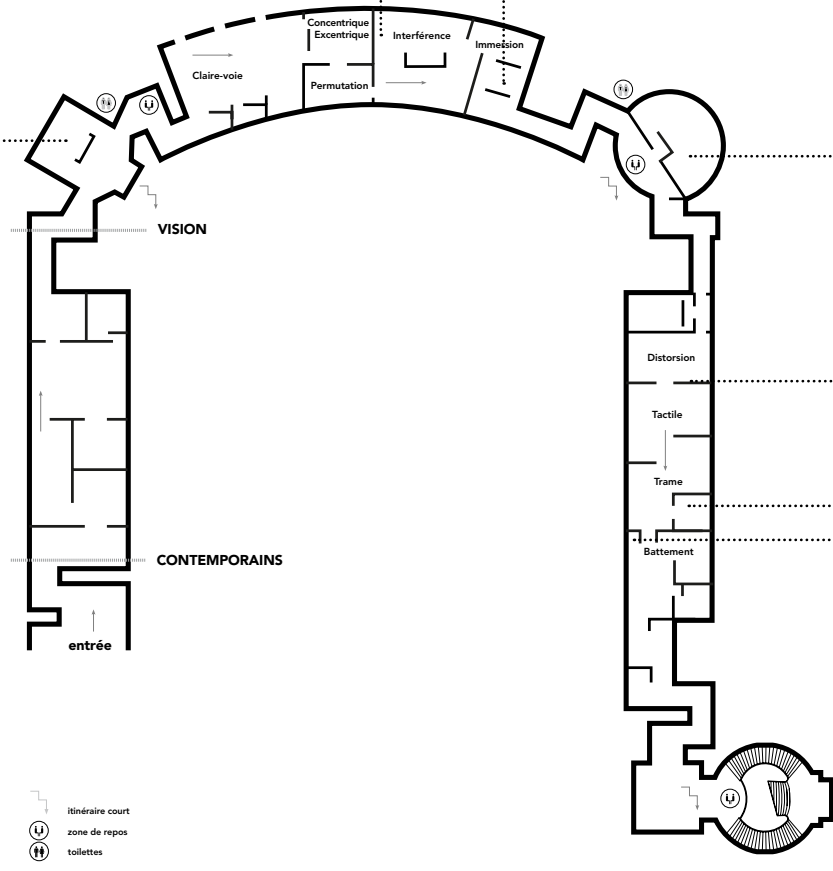 Concentrique
Excentrique
Interférence
Immersion
Claire-voie
Permutation
VISION
Distorsion
Tactile
Trame
Battement
CONTEMPORAINS
entrée
itinéraire court
zone de repos
toilettes